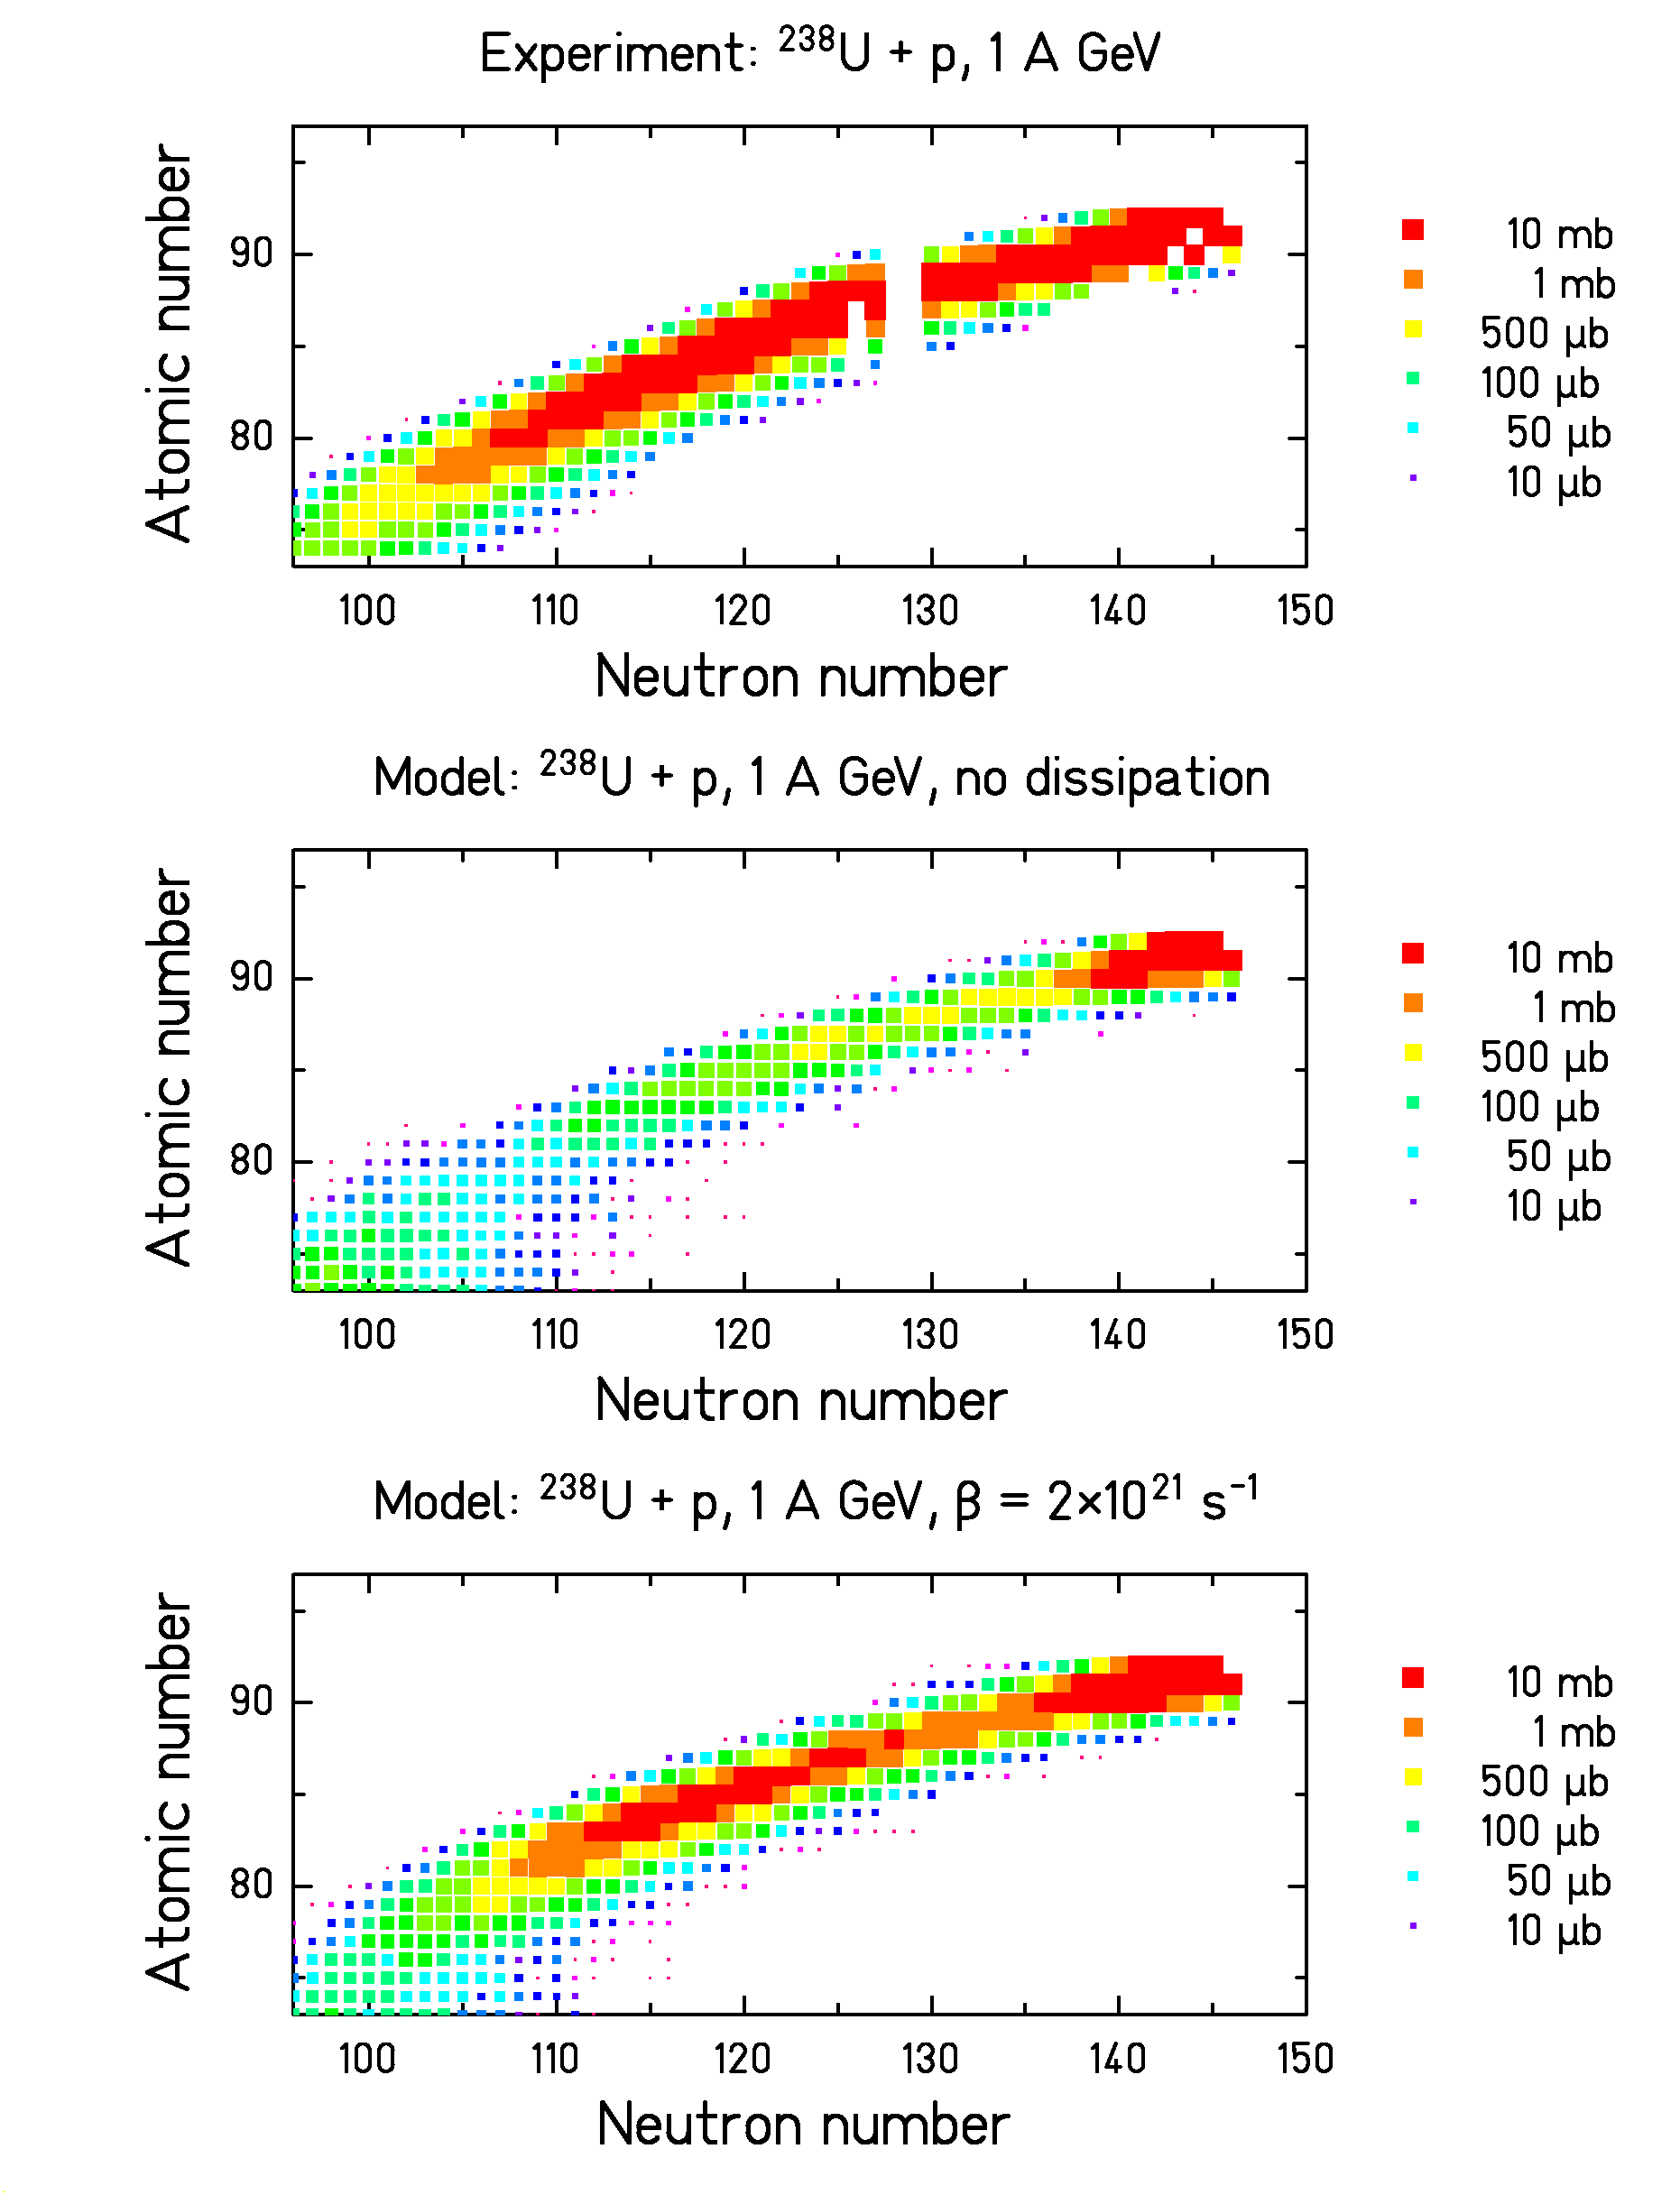 Experiment: ²³⁸U + p, 1 A GeV
Atomic number
90
80
100 110 120 130 140 150
Neutron number
10 mb
1 mb
500 μb
100 μb
50 μb
10 μb
Model: ²³⁸U + p, 1 A GeV, no dissipation
Atomic number
90
80
100 110 120 130 140 150
Neutron number
10 mb
1 mb
500 μb
100 μb
50 μb
10 μb
Model: ²³⁸U + p, 1 A GeV, β = 2×10²¹ s⁻¹
Atomic number
90
80
100 110 120 130 140 150
Neutron number
10 mb
1 mb
500 μb
100 μb
50 μb
10 μb